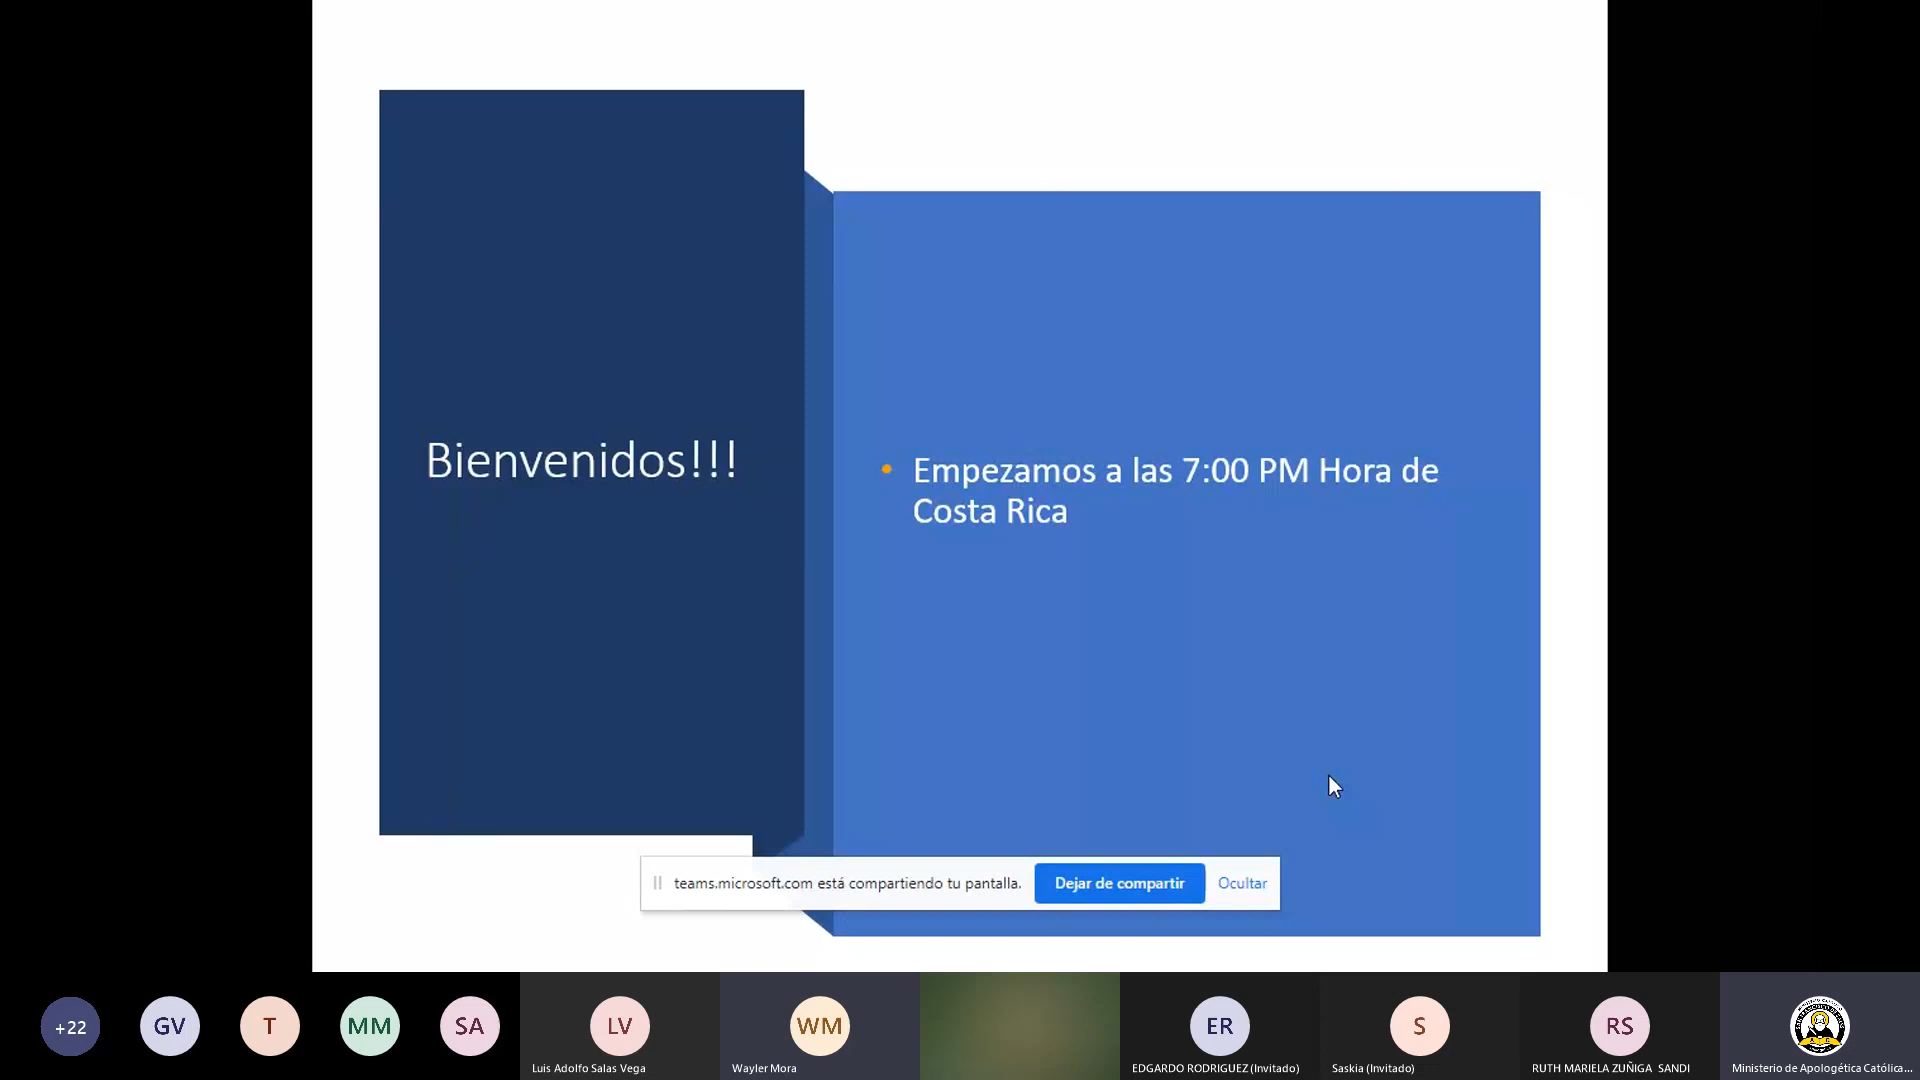 Bienvenidos!!!
• Empezamos a las 7:00 PM Hora de
Costa Rica
teams.microsoft.com está compartiendo tu pantalla.
Dejar de compartir
Ocultar
+22
GV
T
MM
SA
LV
WM
ER
S
RS
Luis Adolfo Salas Vega
Wayler Mora
EDGARDO RODRIGUEZ (Invitado)
Saskia (Invitado)
RUTH MARIELA ZUÑIGA SANDI
Ministerio de Apologética Católica...